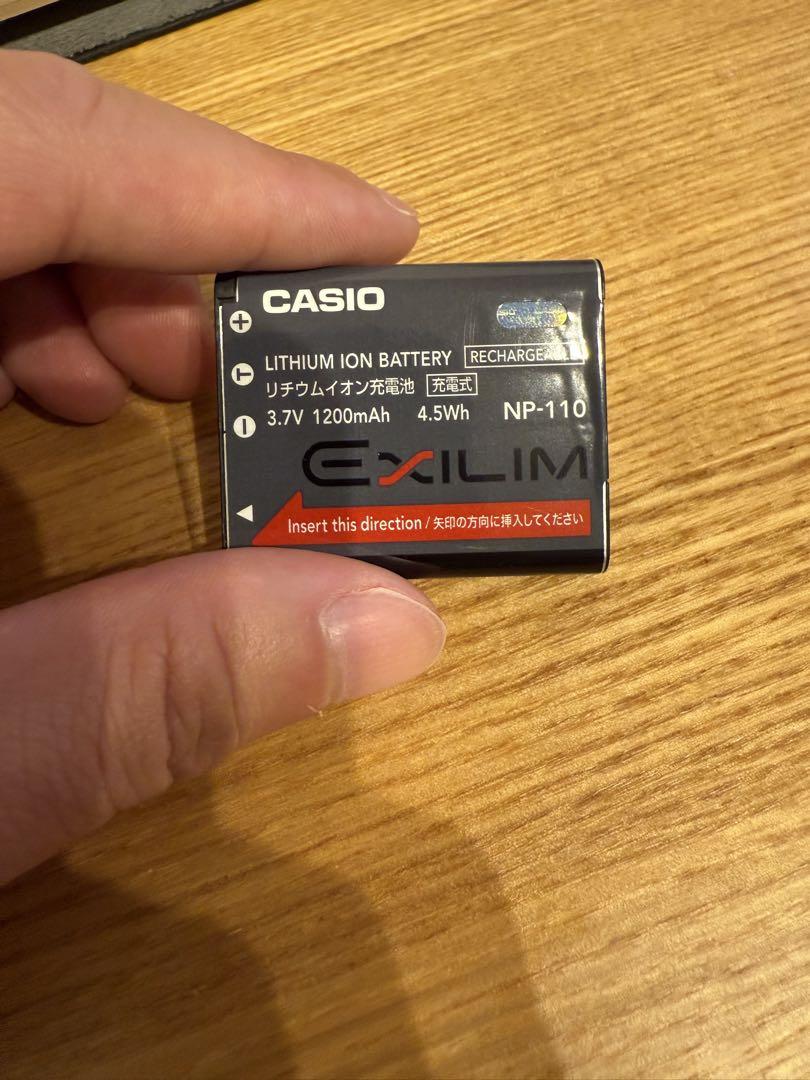 CASIO
+
T
LITHIUM ION BATTERY RECHARGEABLE
リチウムイオン充電池 充電式
−
3.7V 1200mAh 4.5Wh NP-110
EXILIM
Insert this direction / 矢印の方向に挿入してください